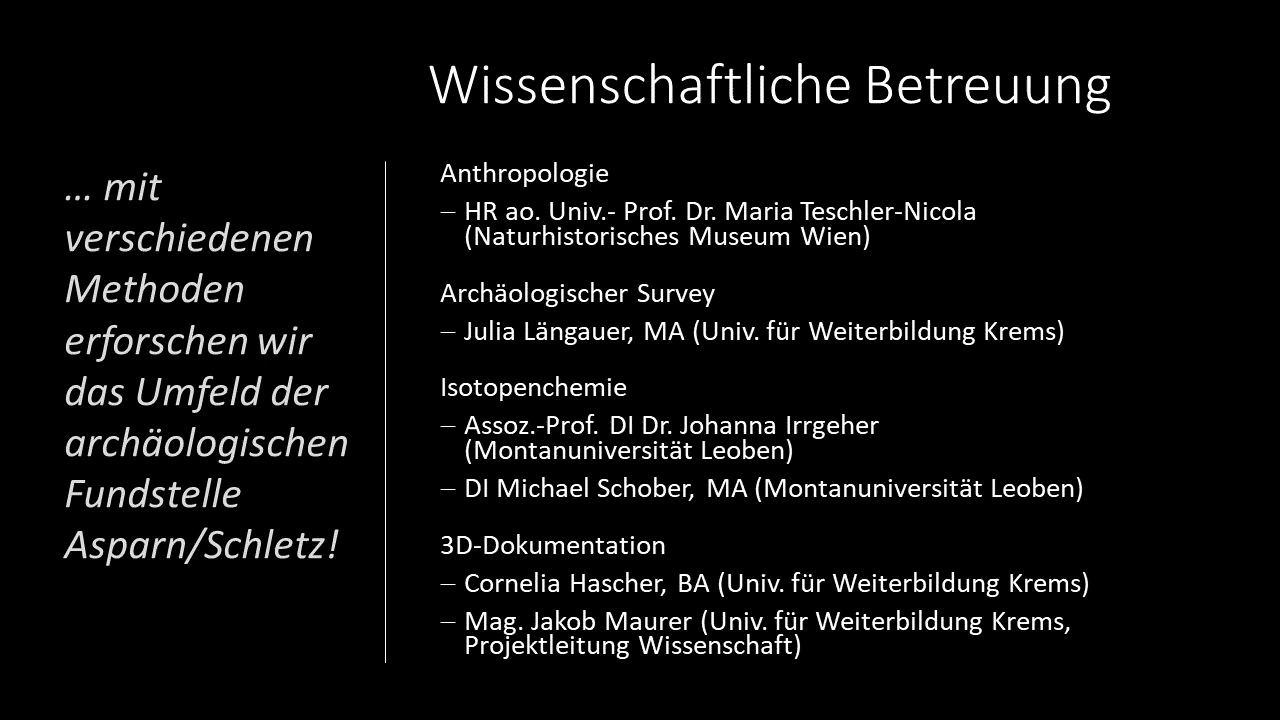 Wissenschaftliche Betreuung
… mit
verschiedenen
Methoden
erforschen wir
das Umfeld der
archäologischen
Fundstelle
Asparn/Schletz!
Anthropologie
– HR ao. Univ.- Prof. Dr. Maria Teschler-Nicola
(Naturhistorisches Museum Wien)
Archäologischer Survey
– Julia Längauer, MA (Univ. für Weiterbildung Krems)
Isotopenchemie
– Assoz.-Prof. DI Dr. Johanna Irrgeher
(Montanuniversität Leoben)
– DI Michael Schober, MA (Montanuniversität Leoben)
3D-Dokumentation
– Cornelia Hascher, BA (Univ. für Weiterbildung Krems)
– Mag. Jakob Maurer (Univ. für Weiterbildung Krems,
Projektleitung Wissenschaft)